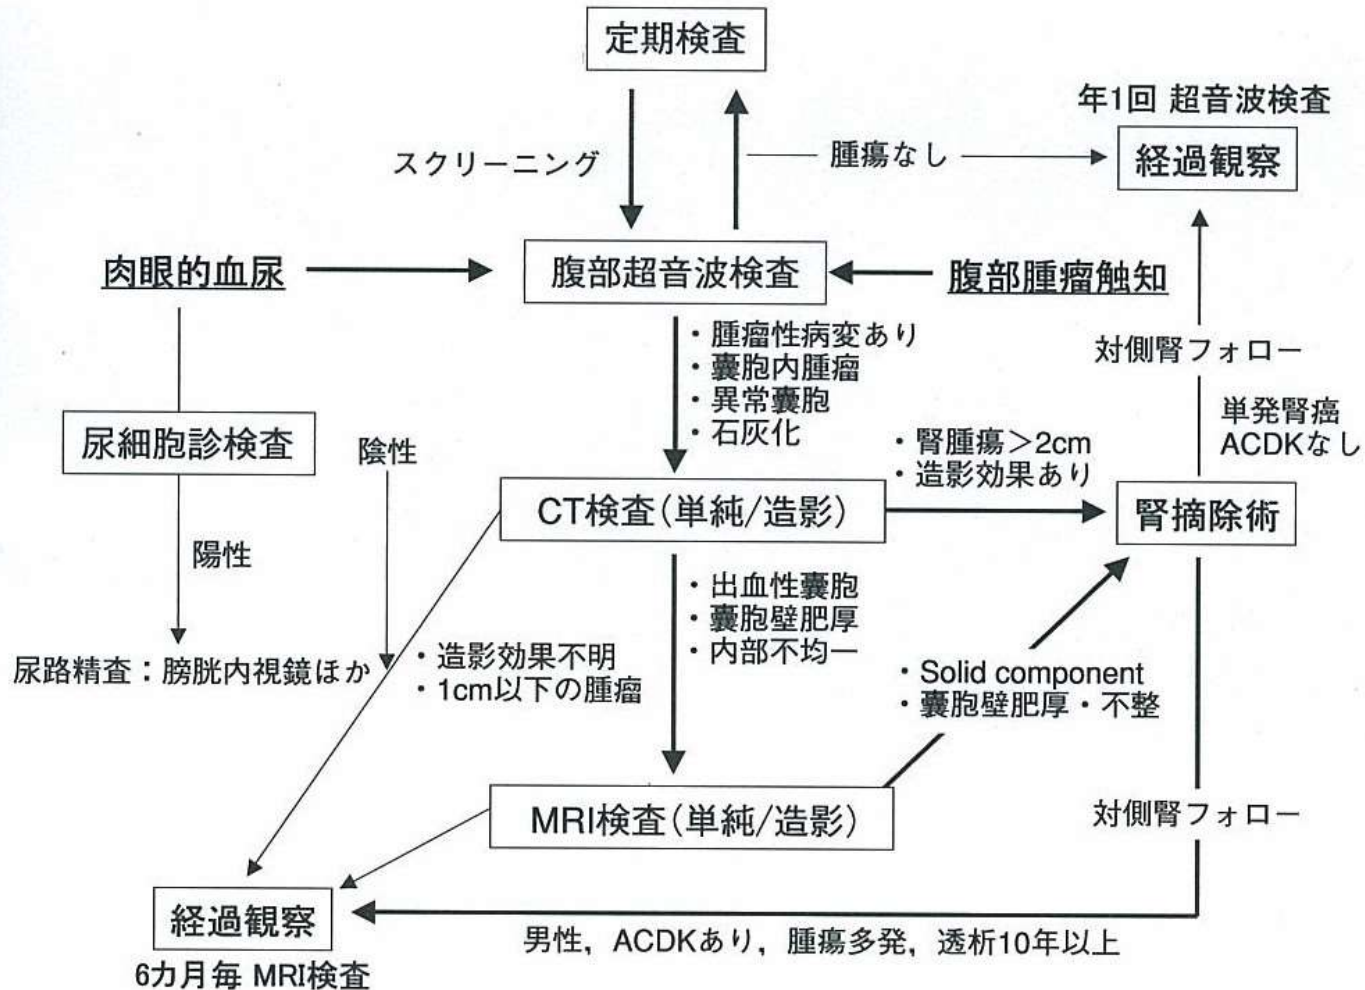 定期検査
年1回 超音波検査
スクリーニング
腫瘍なし
経過観察
肉眼的血尿
腹部超音波検査
腹部腫瘤触知
・腫瘤性病変あり
・嚢胞内腫瘤
・異常嚢胞
・石灰化
対側腎フォロー
単発腎癌
ACDKなし
尿細胞診検査
陰性
・腎腫瘍＞2cm
・造影効果あり
CT検査(単純/造影)
腎摘除術
陽性
・出血性嚢胞
・嚢胞壁肥厚
・内部不均一
尿路精査：膀胱内視鏡ほか
・造影効果不明
・1cm以下の腫瘤
・Solid component
・嚢胞壁肥厚・不整
MRI検査(単純/造影)
対側腎フォロー
経過観察
男性，ACDKあり，腫瘍多発，透析10年以上
6カ月毎 MRI検査